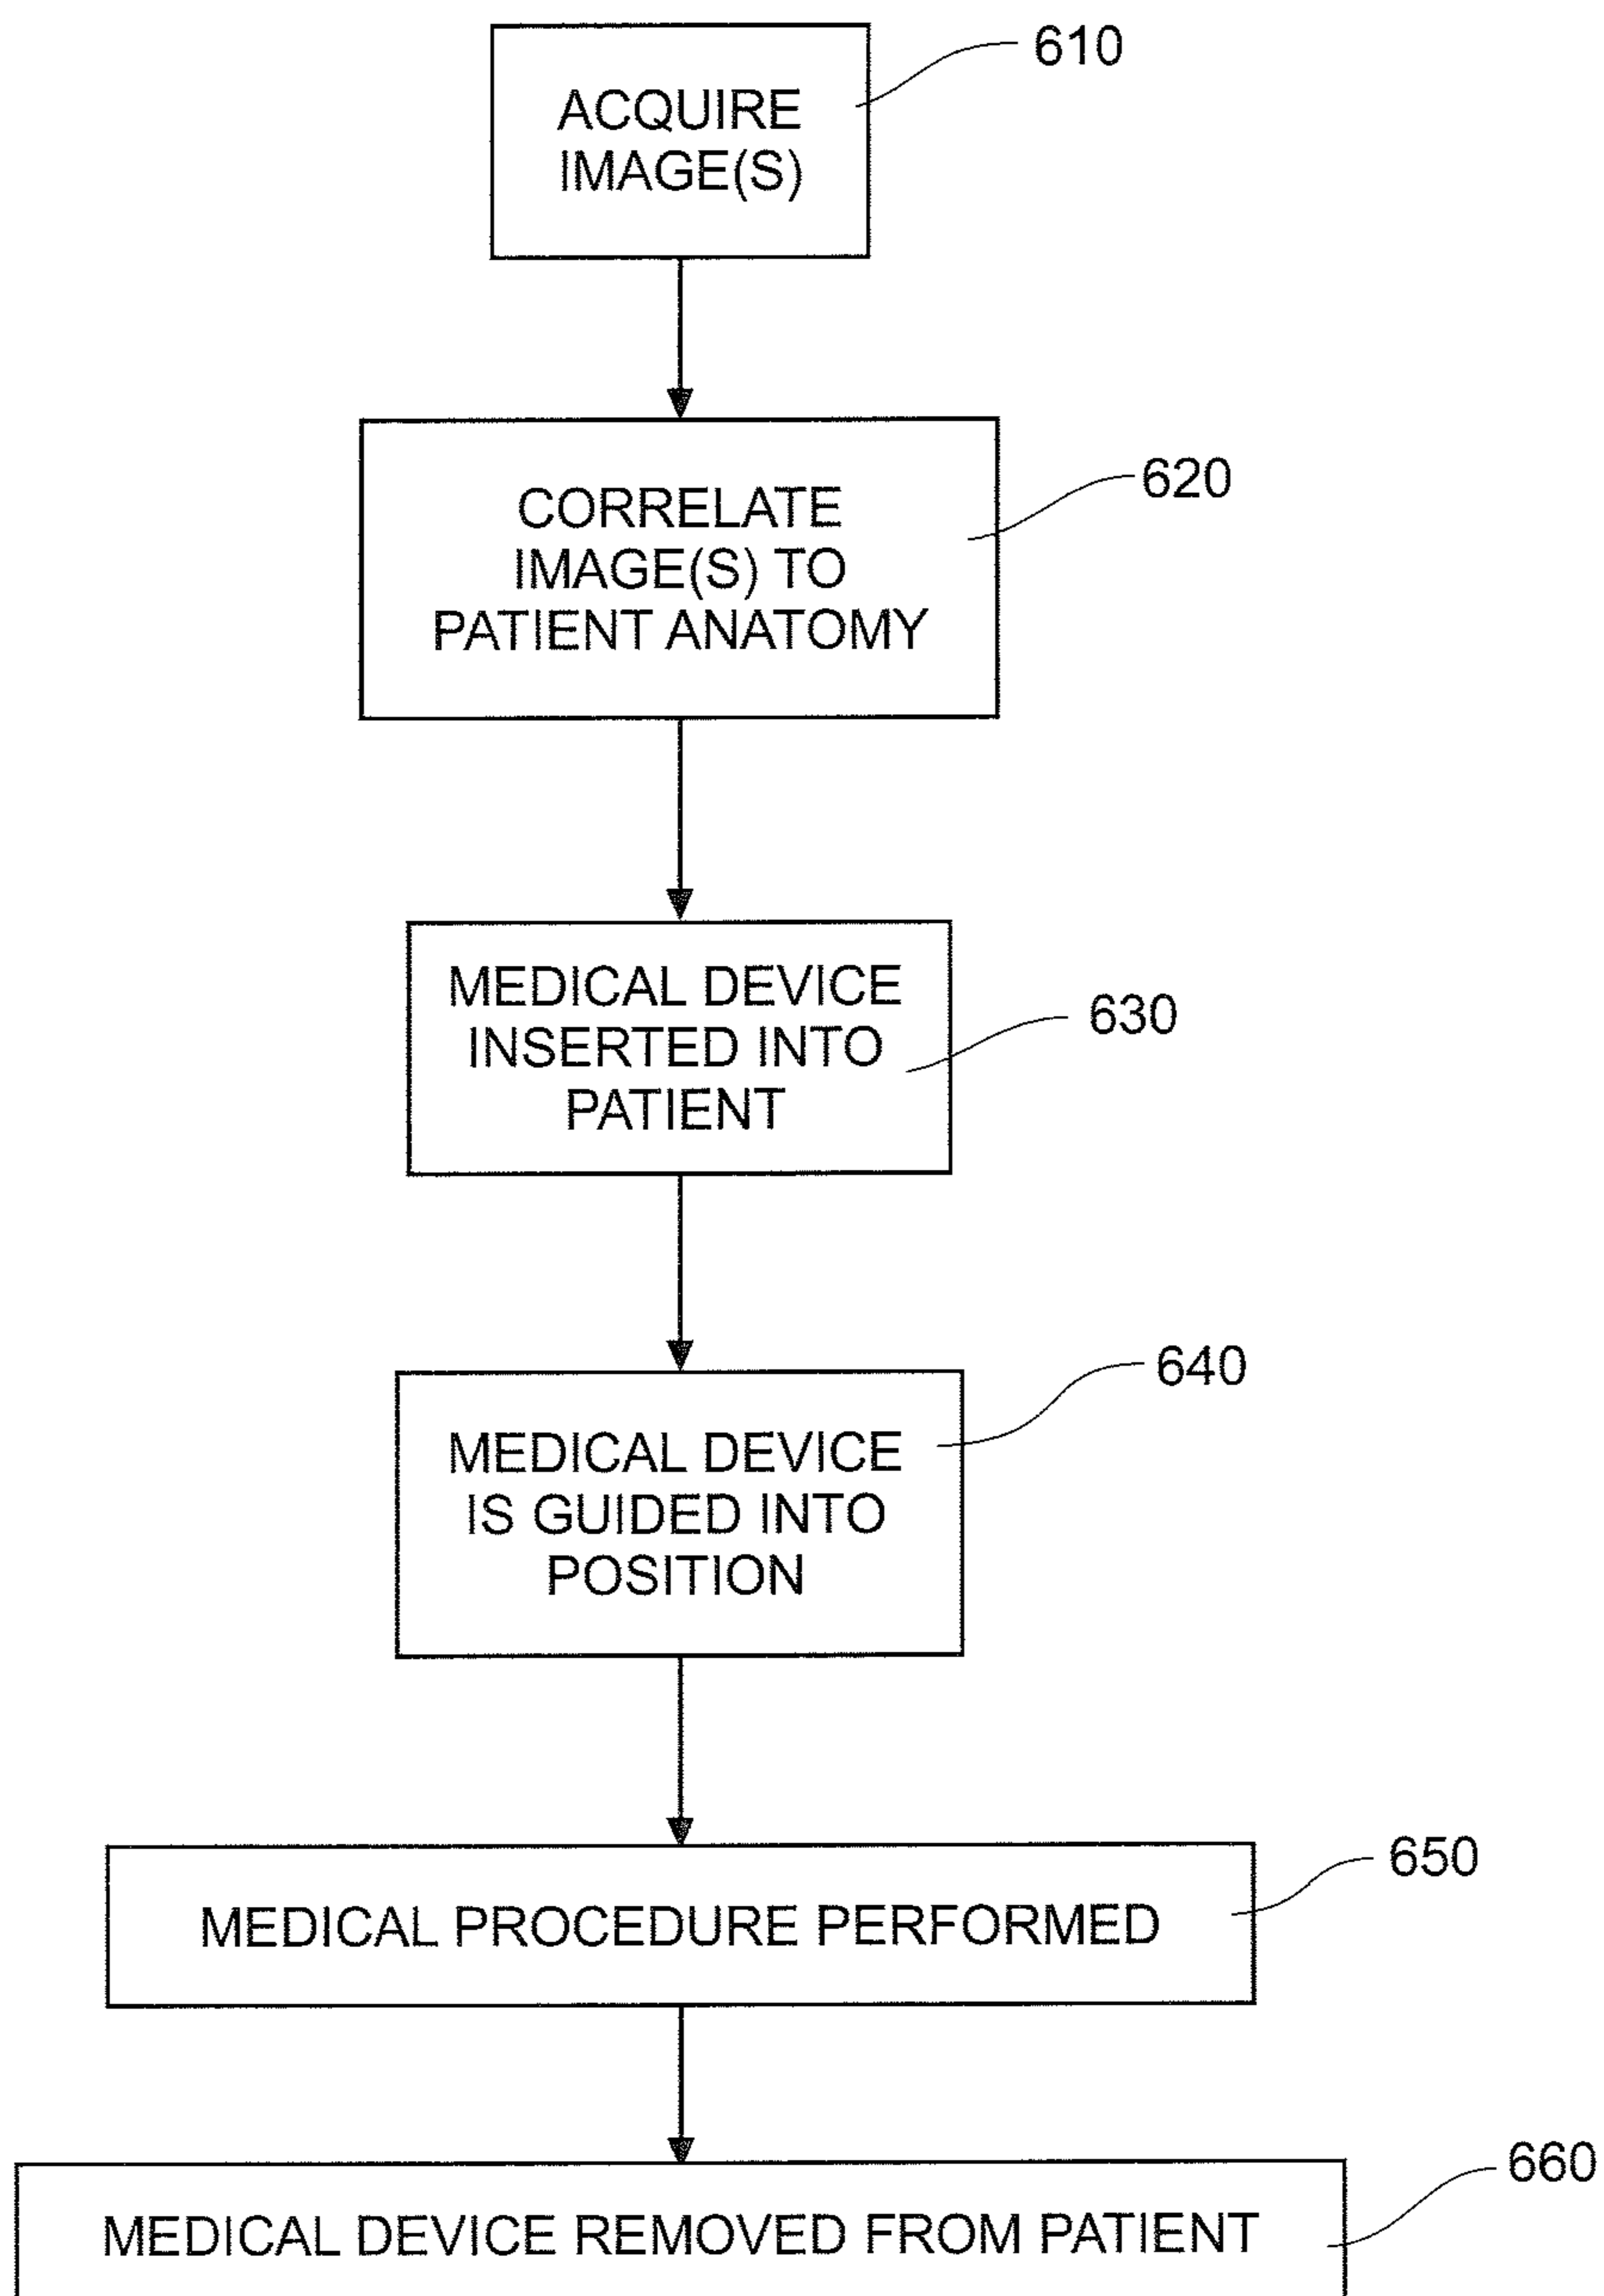 610
ACQUIRE
IMAGE(S)
620
CORRELATE
IMAGE(S) TO
PATIENT ANATOMY
630
MEDICAL DEVICE
INSERTED INTO
PATIENT
640
MEDICAL DEVICE
IS GUIDED INTO
POSITION
650
MEDICAL PROCEDURE PERFORMED
660
MEDICAL DEVICE REMOVED FROM PATIENT